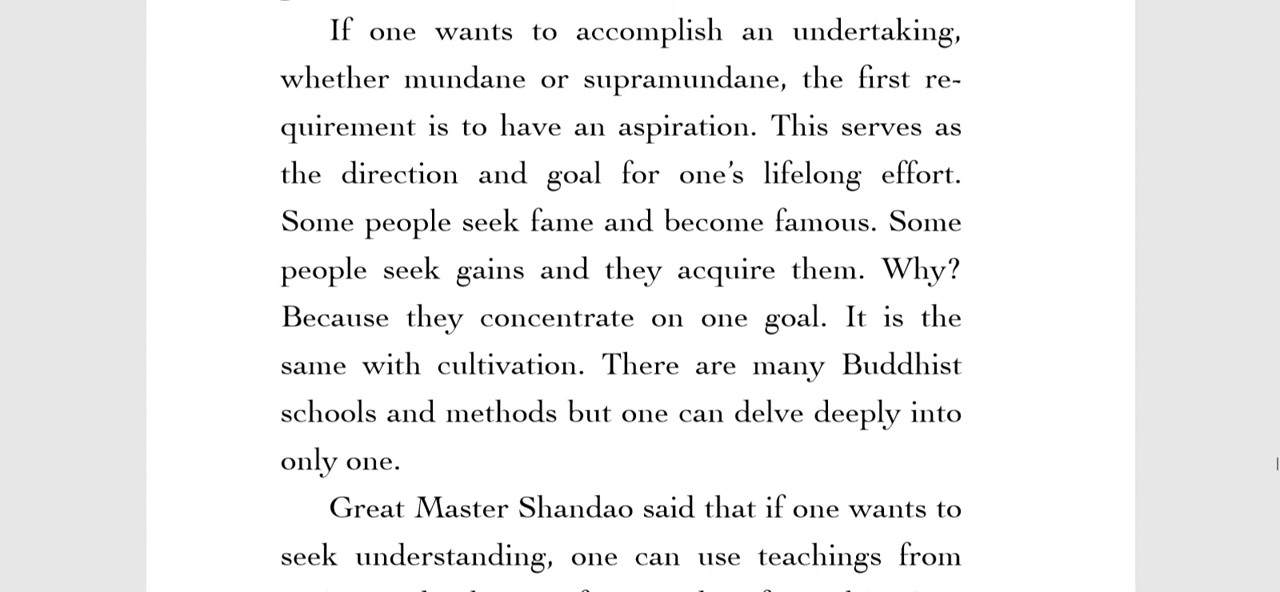 If one wants to accomplish an undertaking,
whether mundane or supramundane, the first re-
quirement is to have an aspiration. This serves as
the direction and goal for one’s lifelong effort.
Some people seek fame and become famous. Some
people seek gains and they acquire them. Why?
Because they concentrate on one goal. It is the
same with cultivation. There are many Buddhist
schools and methods but one can delve deeply into
only one.
Great Master Shandao said that if one wants to
seek understanding, one can use teachings from